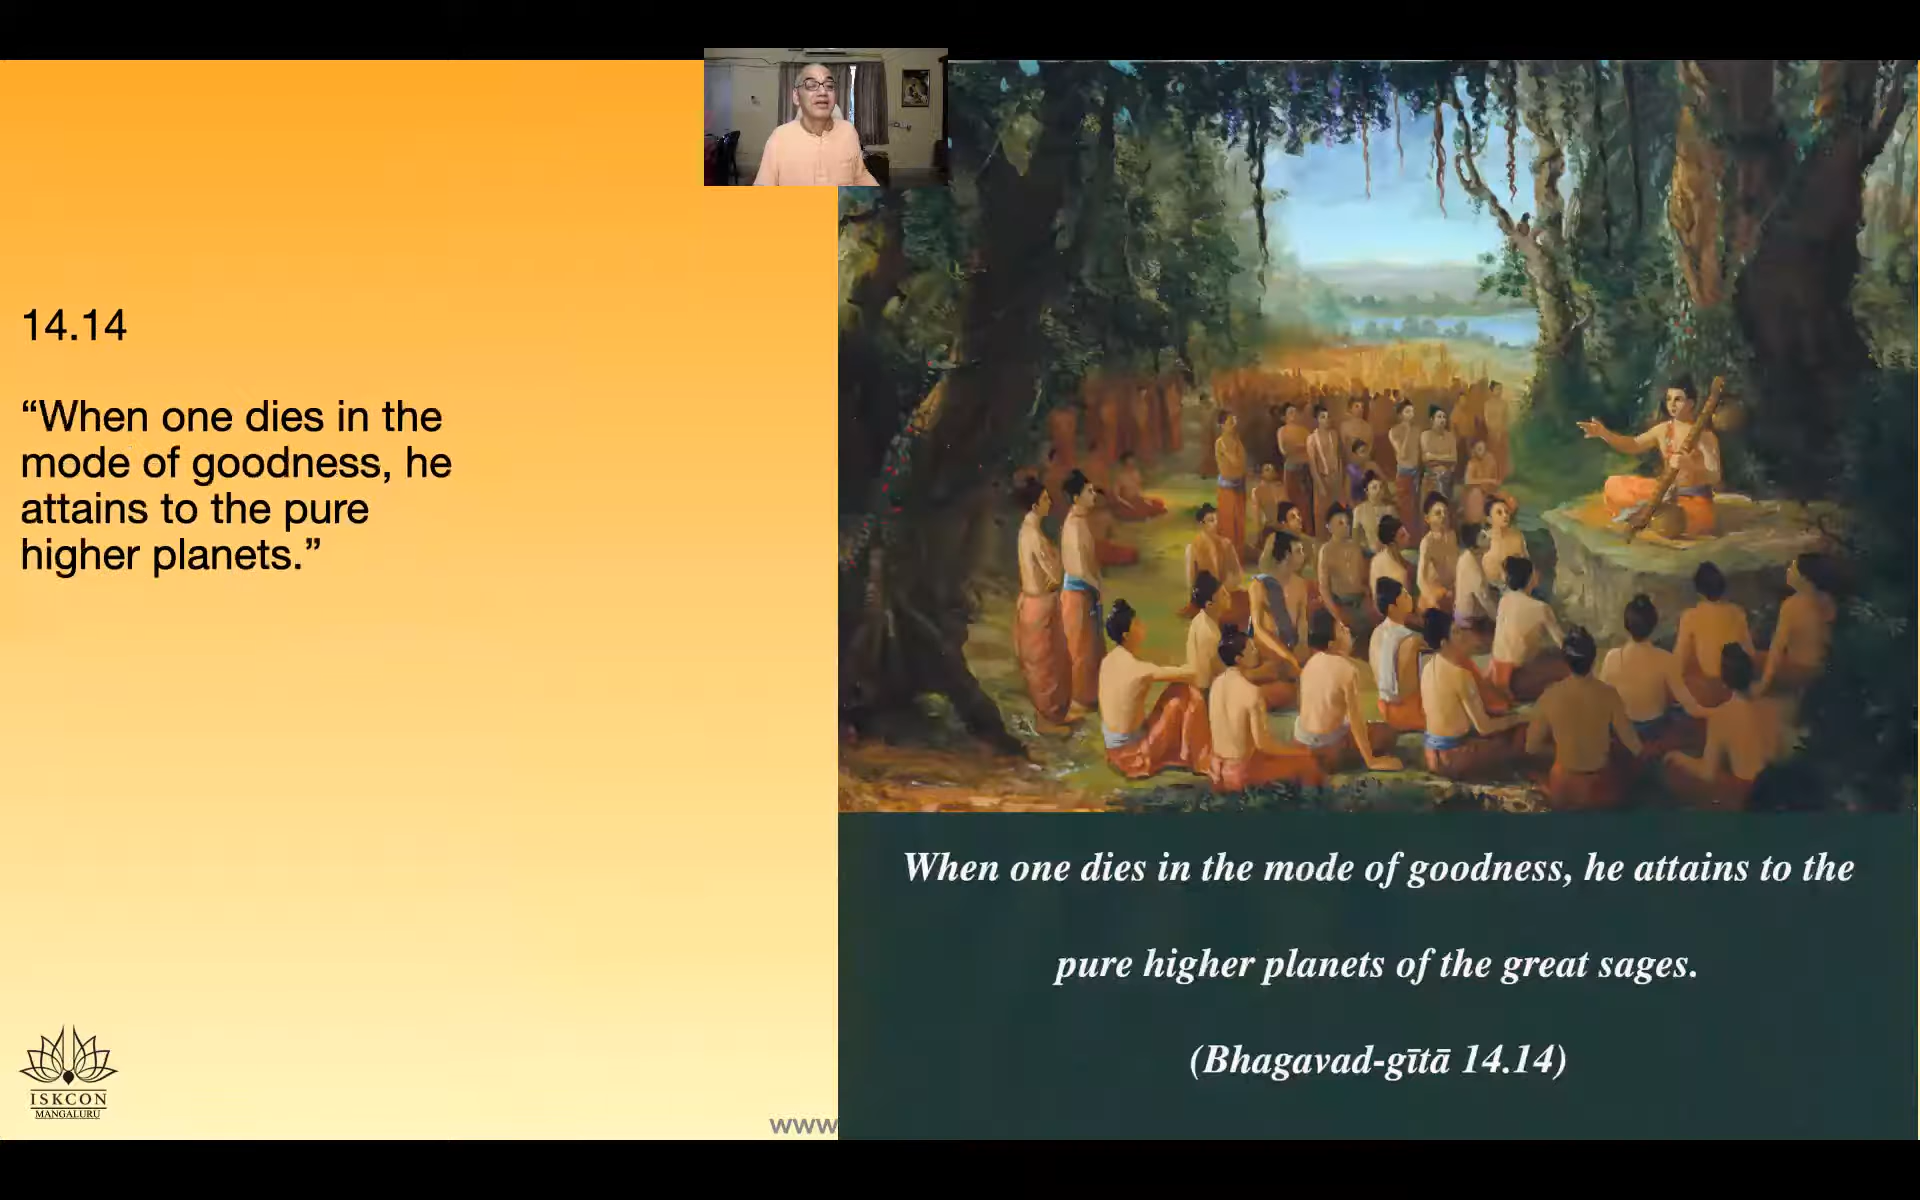 14.14
“When one dies in the
mode of goodness, he
attains to the pure
higher planets.”
ISKCON
MANGALURU
www
When one dies in the mode of goodness, he attains to the
pure higher planets of the great sages.
(Bhagavad-gītā 14.14)